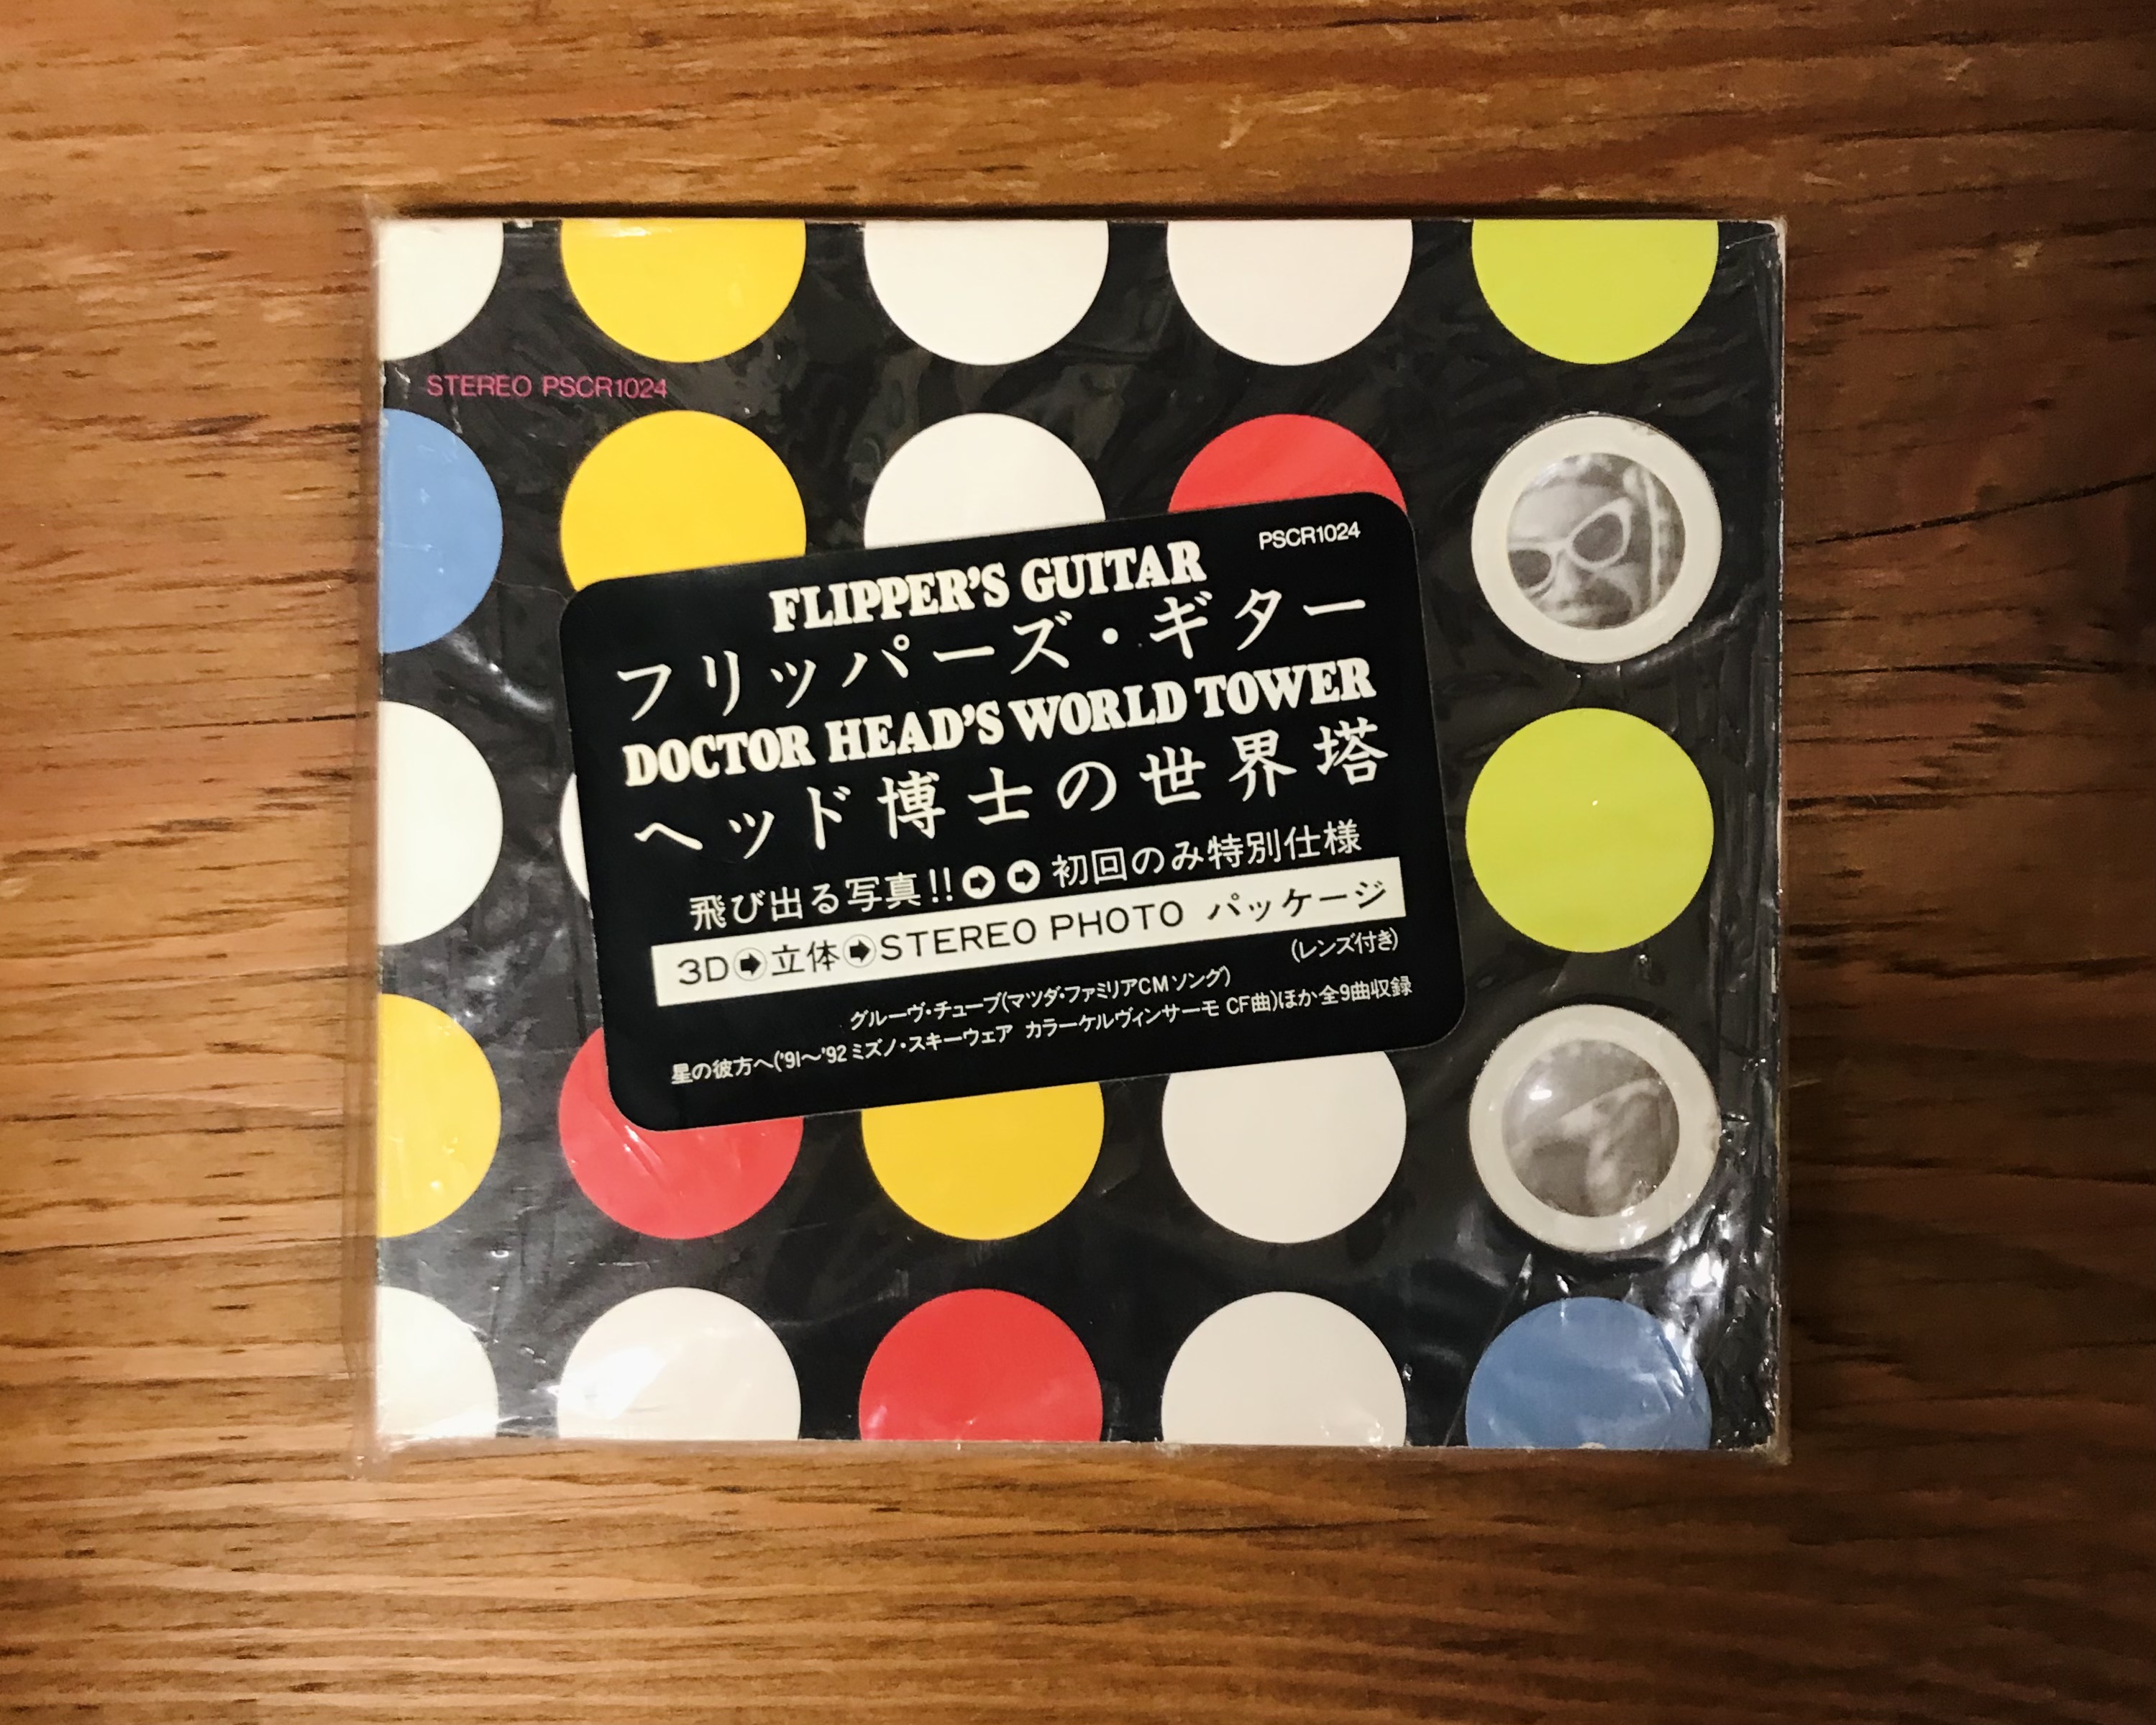 STEREO PSCR1024
PSCR1024
FLIPPER'S GUITAR
フリッパーズ・ギター
DOCTOR HEAD'S WORLD TOWER
ヘッド博士の世界塔
飛び出る写真!!➲➲初回のみ特別仕様
3D➲立体➲STEREO PHOTO パッケージ
(レンズ付き)
グルーヴ・チューブ(マツダ・ファミリアCMソング)
星の彼方へ('91〜'92 ミズノ・スキーウェア カラーケルヴィンサーモ CF曲)ほか全9曲収録